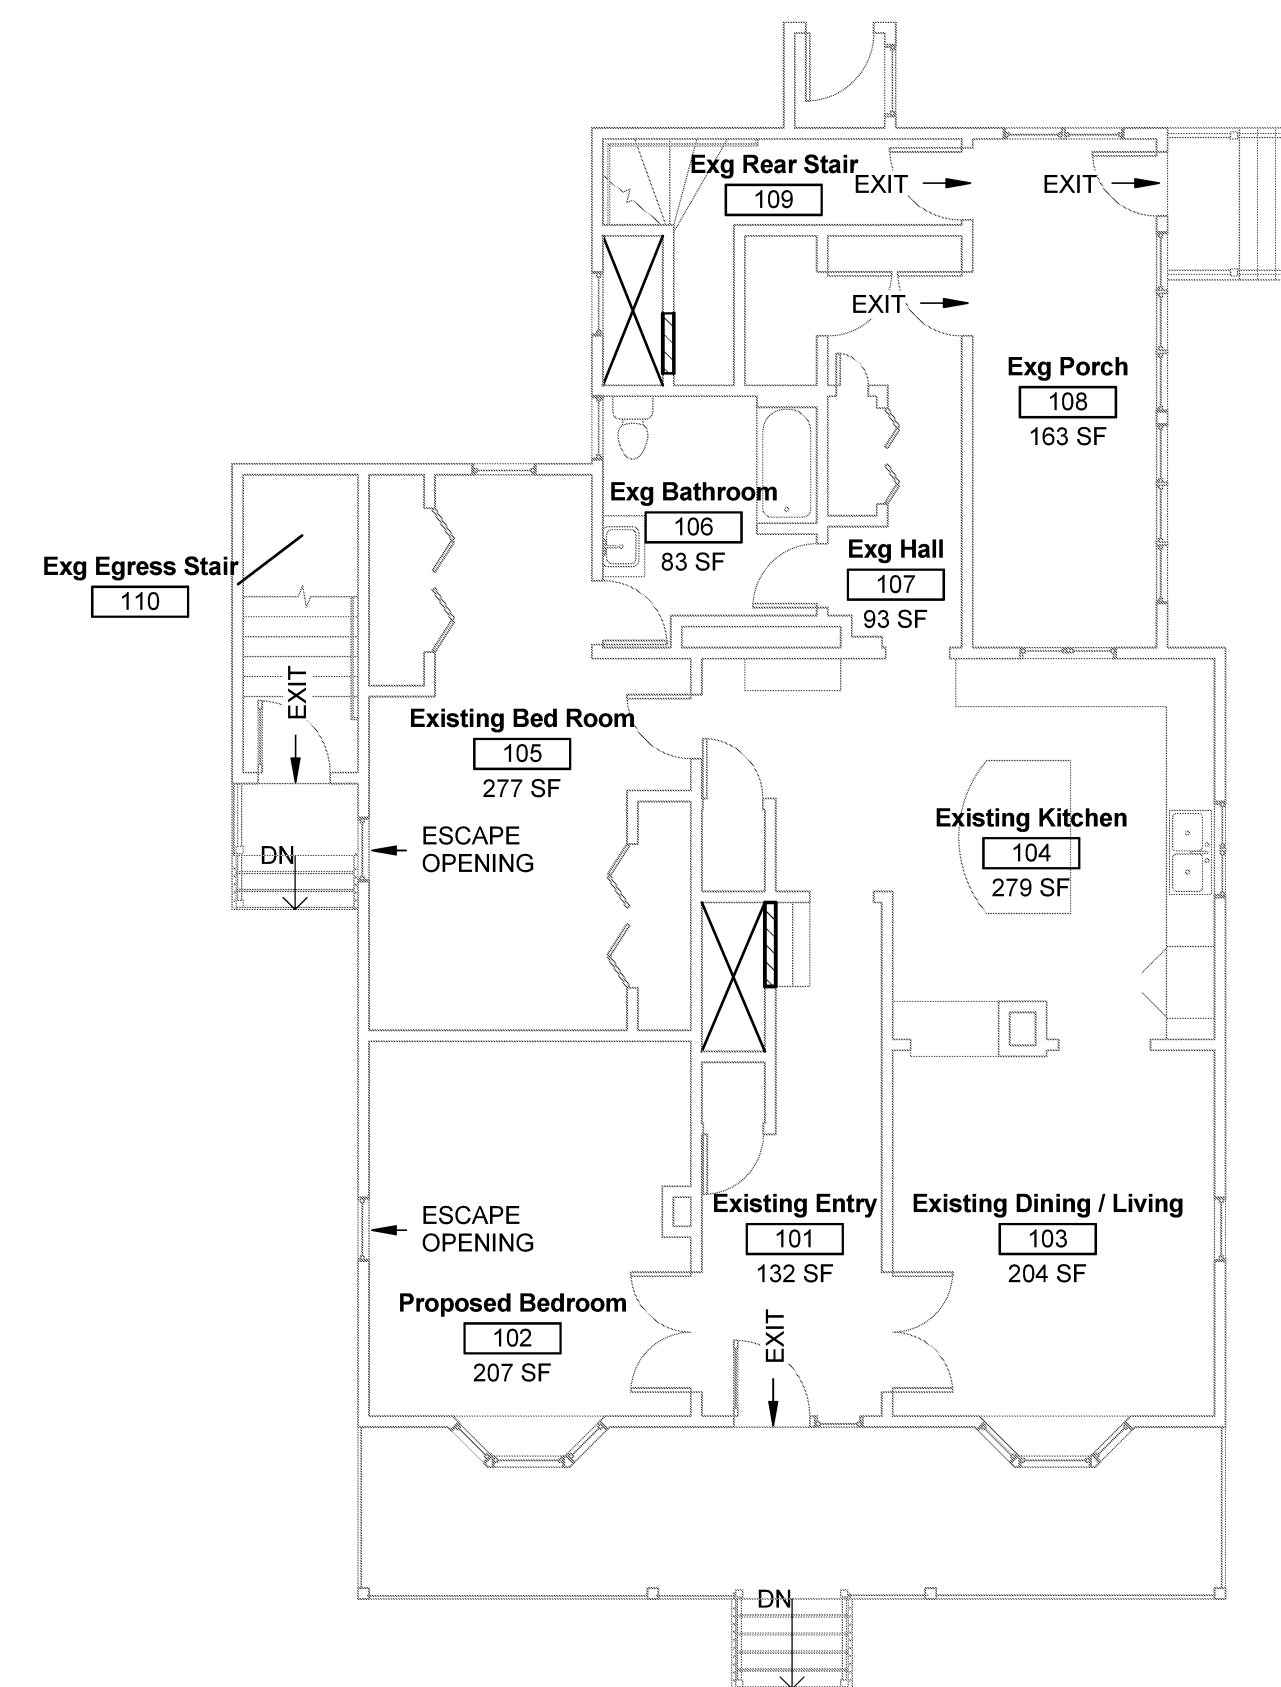 Exg Rear Stair
109
EXIT
EXIT
EXIT
Exg Porch
108
163 SF
Exg Bathroom
106
83 SF
Exg Hall
107
93 SF
Exg Egress Stair
110
EXIT
DN
Existing Bed Room
105
277 SF
ESCAPE
OPENING
Existing Kitchen
104
279 SF
ESCAPE
OPENING
Proposed Bedroom
102
207 SF
Existing Entry
101
132 SF
EXIT
Existing Dining / Living
103
204 SF
DN